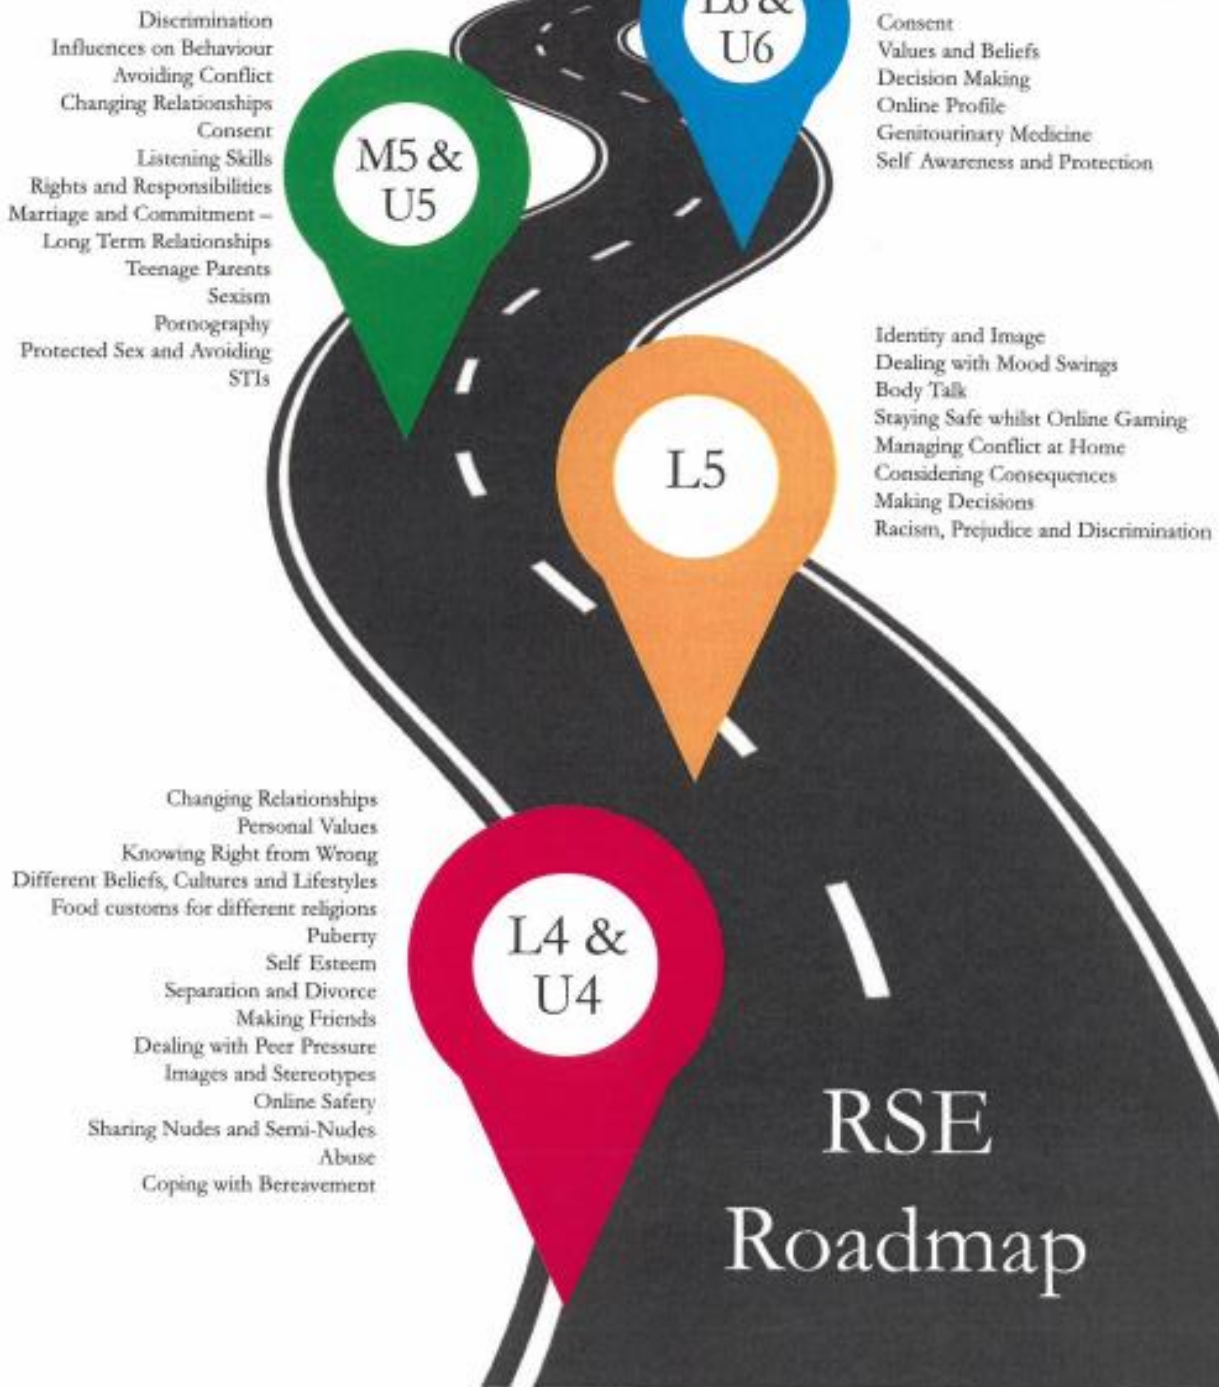 Discrimination
Influences on Behaviour
Avoiding Conflict
Changing Relationships
Consent
Listening Skills
Rights and Responsibilities
Marriage and Commitment –
Long Term Relationships
Teenage Parents
Sexism
Pornography
Protected Sex and Avoiding
STIs
M5 &
U5
L6 &
U6
Consent
Values and Beliefs
Decision Making
Online Profile
Genitourinary Medicine
Self Awareness and Protection
L5
Identity and Image
Dealing with Mood Swings
Body Talk
Staying Safe whilst Online Gaming
Managing Conflict at Home
Considering Consequences
Making Decisions
Racism, Prejudice and Discrimination
Changing Relationships
Personal Values
Knowing Right from Wrong
Different Beliefs, Cultures and Lifestyles
Food customs for different religions
Puberty
Self Esteem
Separation and Divorce
Making Friends
Dealing with Peer Pressure
Images and Stereotypes
Online Safety
Sharing Nudes and Semi-Nudes
Abuse
Coping with Bereavement
L4 &
U4
RSE
Roadmap